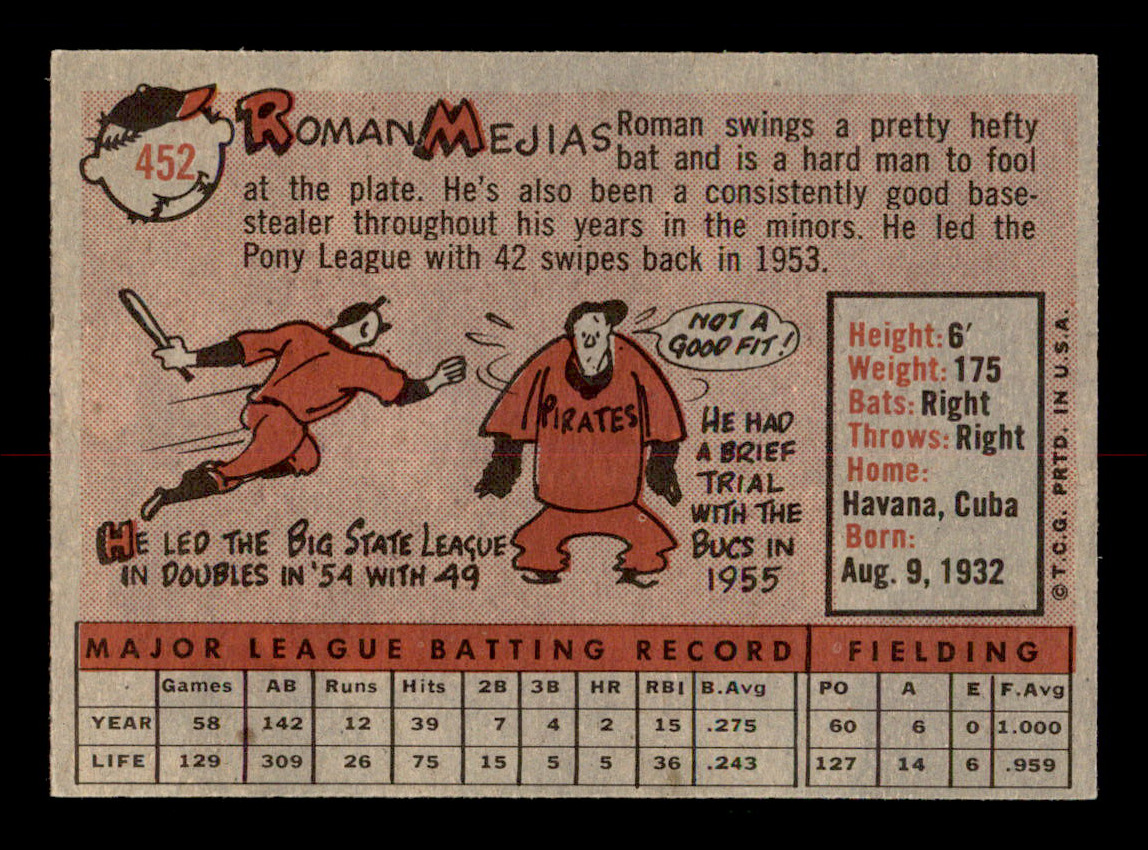 452
ROMAN MEJIAS
Roman swings a pretty hefty
bat and is a hard man to fool
at the plate. He's also been a consistently good base-
stealer throughout his years in the minors. He led the
Pony League with 42 swipes back in 1953.
HE LED THE BIG STATE LEAGUE
IN DOUBLES IN '54 WITH 49
NOT A
GOOD FIT!
PIRATES
HE HAD
A BRIEF
TRIAL
WITH THE
BUCS IN
1955
Height: 6'
Weight: 175
Bats: Right
Throws: Right
Home:
Havana, Cuba
Born:
Aug. 9, 1932
©T.C.G. PRTD. IN U.S.A.
MAJOR LEAGUE BATTING RECORD FIELDING
Games AB Runs Hits 2B 3B HR RBI B.Avg PO A E F.Avg
YEAR 58 142 12 39 7 4 2 15 .275 60 6 0 1.000
LIFE 129 309 26 75 15 5 5 36 .243 127 14 6 .959